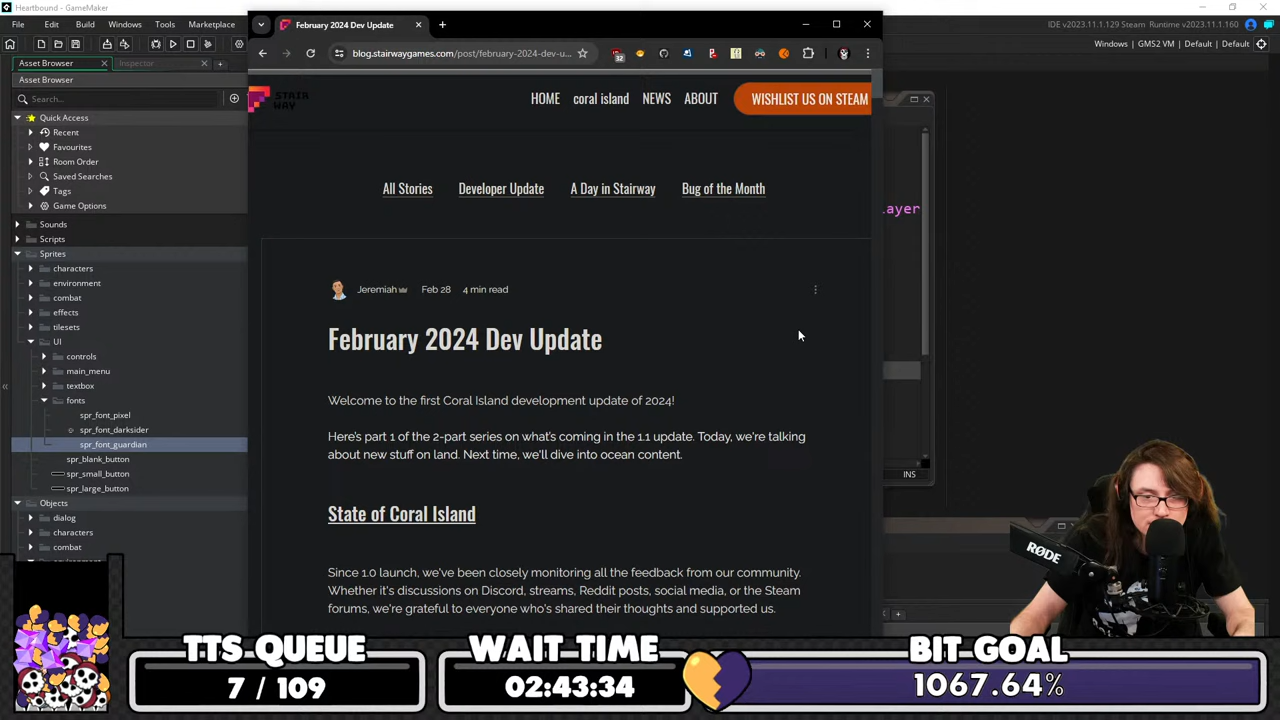 Heartbound - GameMaker
File Edit Build Windows Tools Marketplace
IDE v2023.11.1.129 Steam Runtime v2023.11.1.160
Windows | GMS2 VM | Default | Default
Asset Browser
Inspector
Asset Browser
Search...
Quick Access
Recent
Favourites
Room Order
Saved Searches
Tags
Game Options
Sounds
Scripts
Sprites
characters
environment
combat
effects
tilesets
UI
controls
main_menu
textbox
fonts
spr_font_pixel
spr_font_darksider
spr_font_guardian
spr_blank_button
spr_small_button
spr_large_button
Objects
dialog
characters
combat
February 2024 Dev Update
blog.stairwaygames.com/post/february-2024-dev-u...
32
STAIR
WAY
HOME coral island NEWS ABOUT WISHLIST US ON STEAM
All Stories Developer Update A Day in Stairway Bug of the Month
Jeremiah Feb 28 4 min read
February 2024 Dev Update
Welcome to the first Coral Island development update of 2024!
Here's part 1 of the 2-part series on what's coming in the 1.1 update. Today, we're talking
about new stuff on land. Next time, we'll dive into ocean content.
State of Coral Island
Since 1.0 launch, we've been closely monitoring all the feedback from our community.
Whether it's discussions on Discord, streams, Reddit posts, social media, or the Steam
forums, we're grateful to everyone who's shared their thoughts and supported us.
ayer
INS
RØDE
TTS QUEUE
7 / 109
WAIT TIME
02:43:34
BIT GOAL
1067.64%